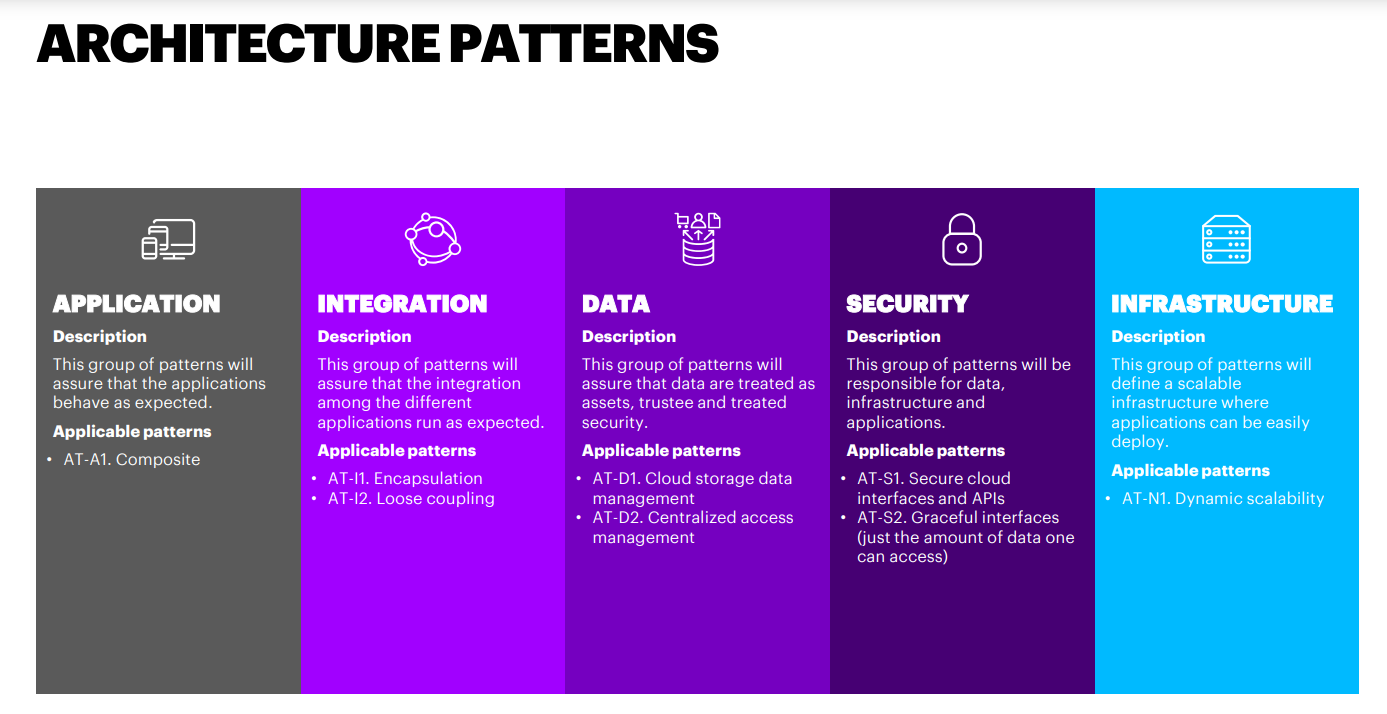 ARCHITECTURE PATTERNS
APPLICATION
Description
This group of patterns will
assure that the applications
behave as expected.
Applicable patterns
• AT-A1. Composite
INTEGRATION
Description
This group of patterns will
assure that the integration
among the different
applications run as expected.
Applicable patterns
• AT-I1. Encapsulation
• AT-I2. Loose coupling
DATA
Description
This group of patterns will
assure that data are treated as
assets, trustee and treated
security.
Applicable patterns
• AT-D1. Cloud storage data
management
• AT-D2. Centralized access
management
SECURITY
Description
This group of patterns will be
responsible for data,
infrastructure and
applications.
Applicable patterns
• AT-S1. Secure cloud
interfaces and APIs
• AT-S2. Graceful interfaces
(just the amount of data one
can access)
INFRASTRUCTURE
Description
This group of patterns will
define a scalable
infrastructure where
applications can be easily
deploy.
Applicable patterns
• AT-N1. Dynamic scalability